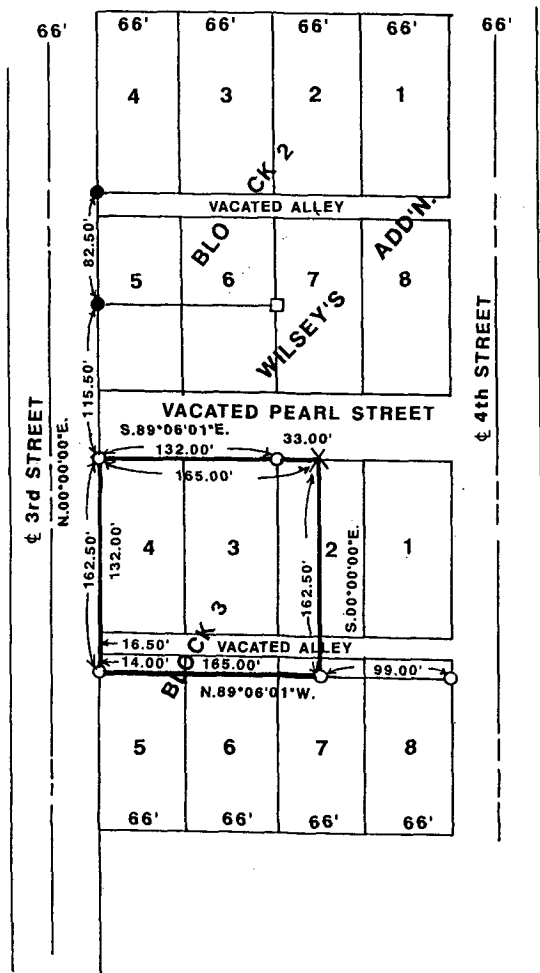 66' 66' 66' 66' 66' 66'
4 3 2 1
BLOCK 2
VACATED ALLEY
82.50'
5 6 7 8
WILSEY'S ADD'N.
115.50'
VACATED PEARL STREET
℄ 3rd STREET
N.00°00'00"E.
℄ 4th STREET
S.89°06'01"E.
132.00' 33.00'
165.00'
162.50'
132.00'
4 3 2 1
162.50'
S.00°00'00"E.
BLOCK 3
16.50' VACATED ALLEY
14.00' 165.00' 99.00'
N.89°06'01"W.
5 6 7 8
66' 66' 66' 66'